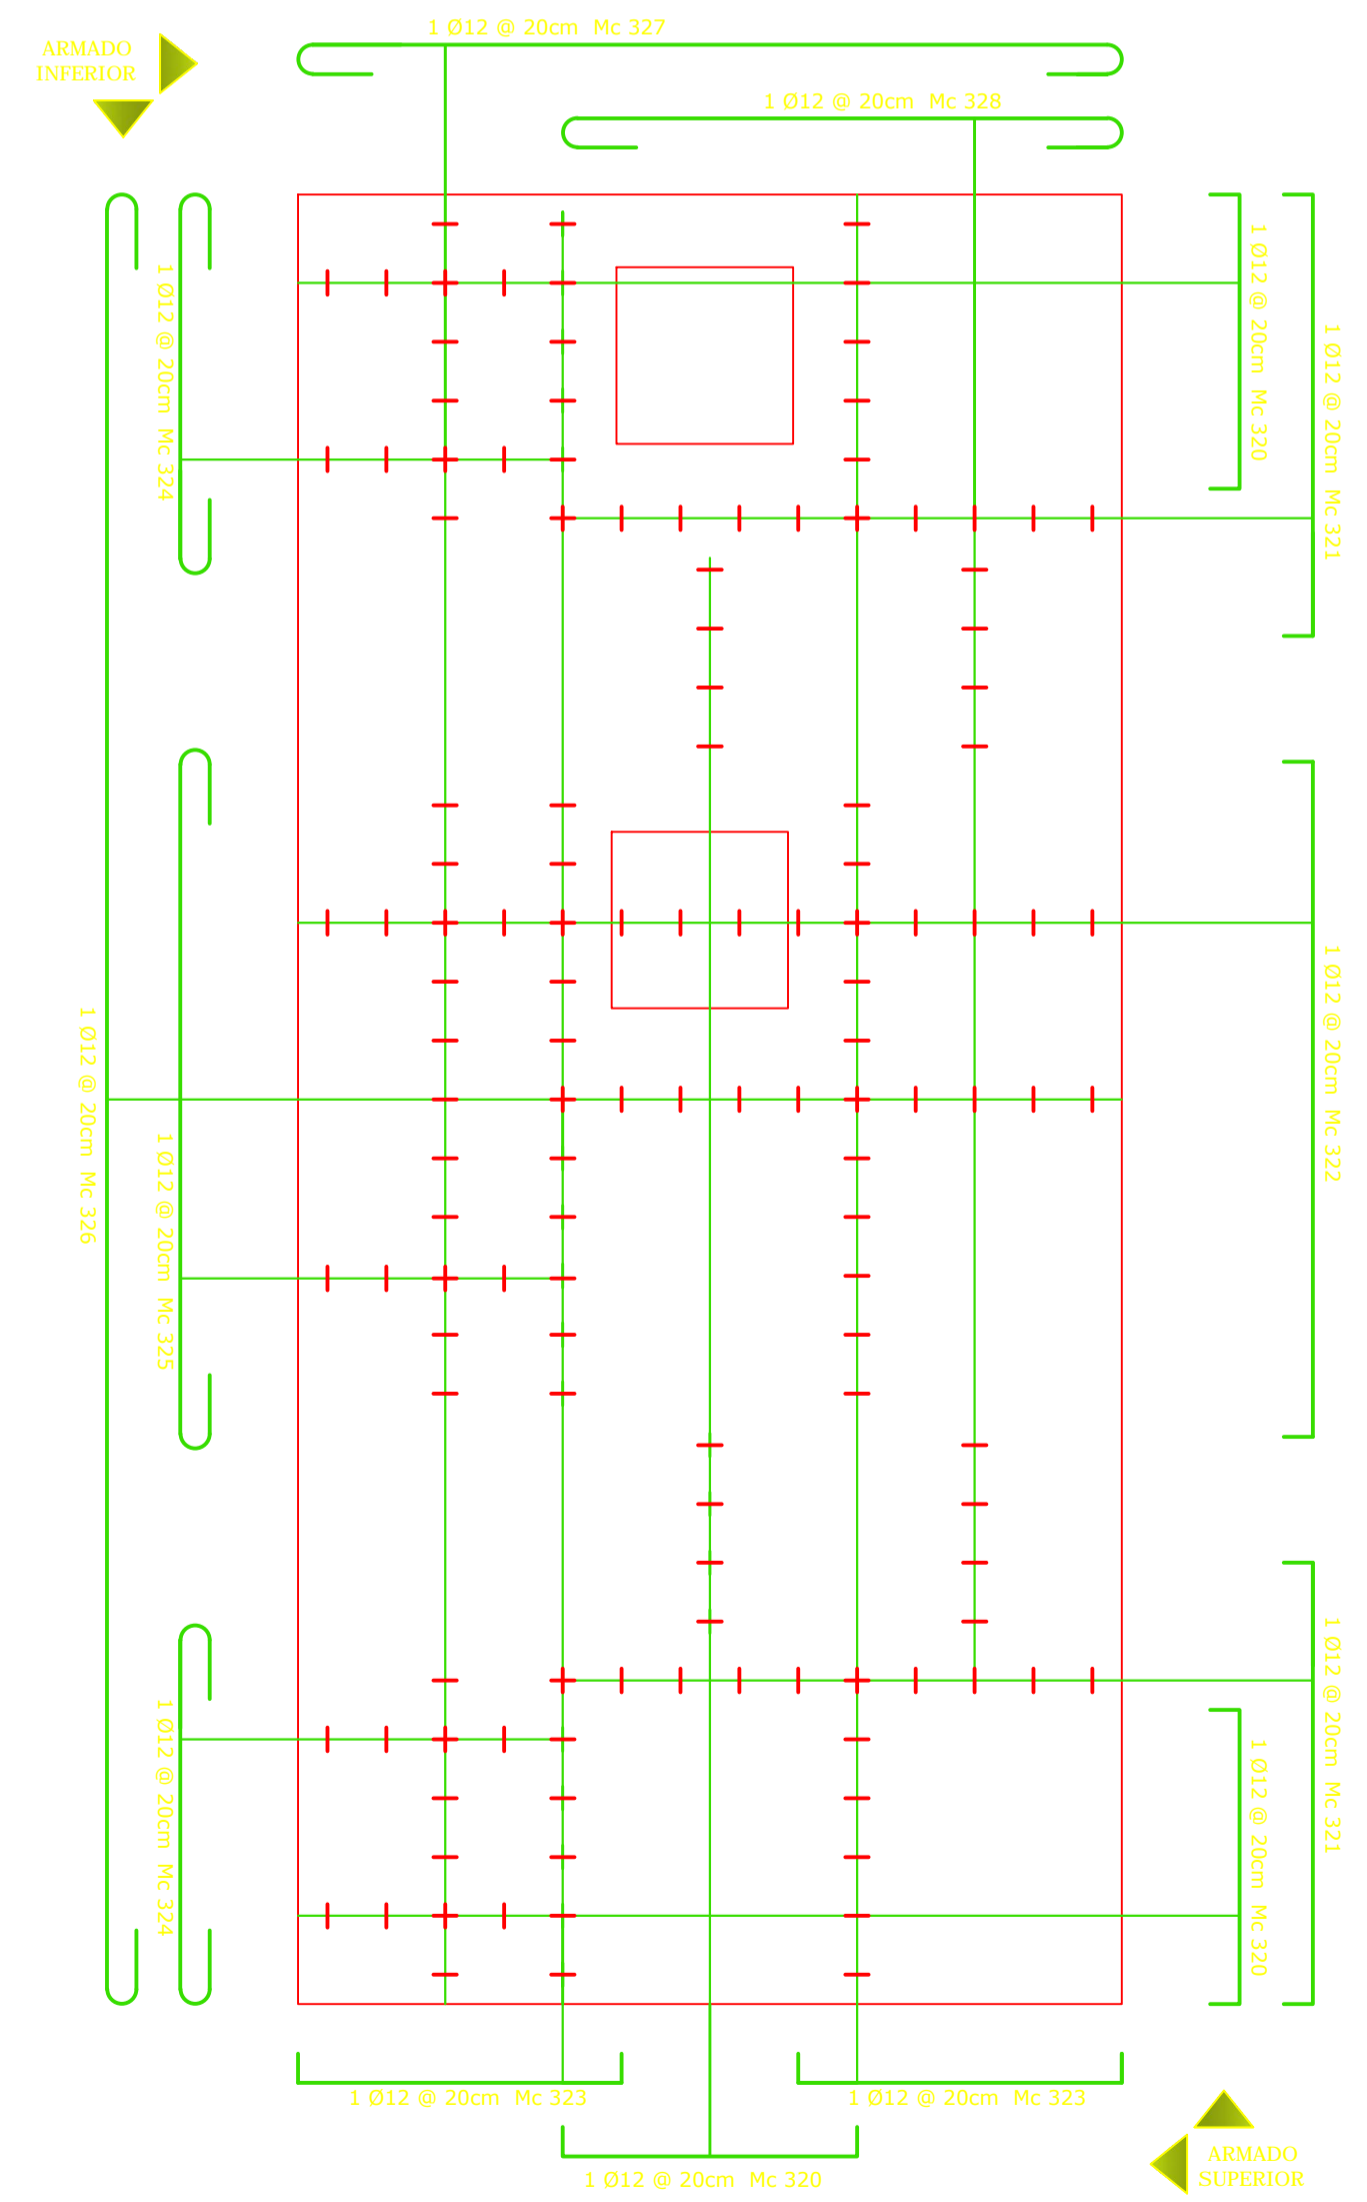 1 Ø12 @ 20cm  Mc 327
ARMADO
INFERIOR
1 Ø12 @ 20cm  Mc 328
1 Ø12 @ 20cm  Mc 324
1 Ø12 @ 20cm  Mc 320
1 Ø12 @ 20cm  Mc 321
1 Ø12 @ 20cm  Mc 322
1 Ø12 @ 20cm  Mc 326
1 Ø12 @ 20cm  Mc 325
1 Ø12 @ 20cm  Mc 321
1 Ø12 @ 20cm  Mc 324
1 Ø12 @ 20cm  Mc 320
1 Ø12 @ 20cm  Mc 323
1 Ø12 @ 20cm  Mc 323
1 Ø12 @ 20cm  Mc 320
ARMADO
SUPERIOR